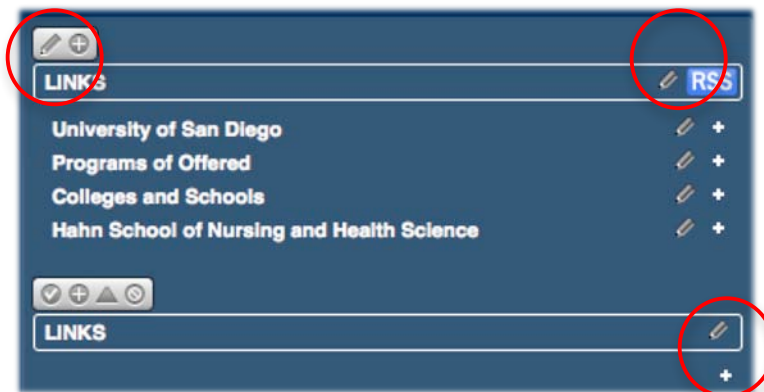 LINKS RSS
University of San Diego
Programs of Offered
Colleges and Schools
Hahn School of Nursing and Health Science
LINKS